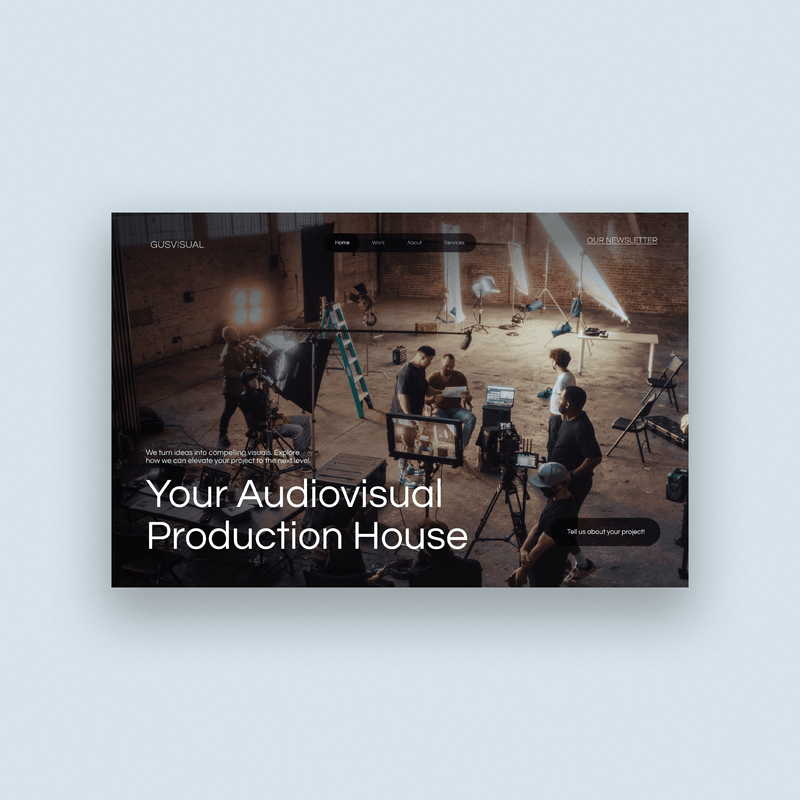 GUSVISUAL
Home
Work
About
Services
OUR NEWSLETTER
We turn ideas into compelling visuals. Explore
how we can elevate your project to the next level.
Your Audiovisual
Production House
Tell us about your project!